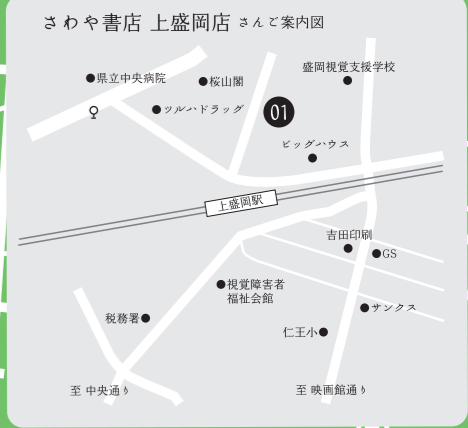 さわや書店 上盛岡店 さんご案内図
盛岡視覚支援学校
県立中央病院
桜山閣
ツルハドラッグ
01
ビッグハウス
上盛岡駅
吉田印刷
GS
視覚障害者
福祉会館
サンクス
税務署
仁王小
至 中央通り
至 映画館通り